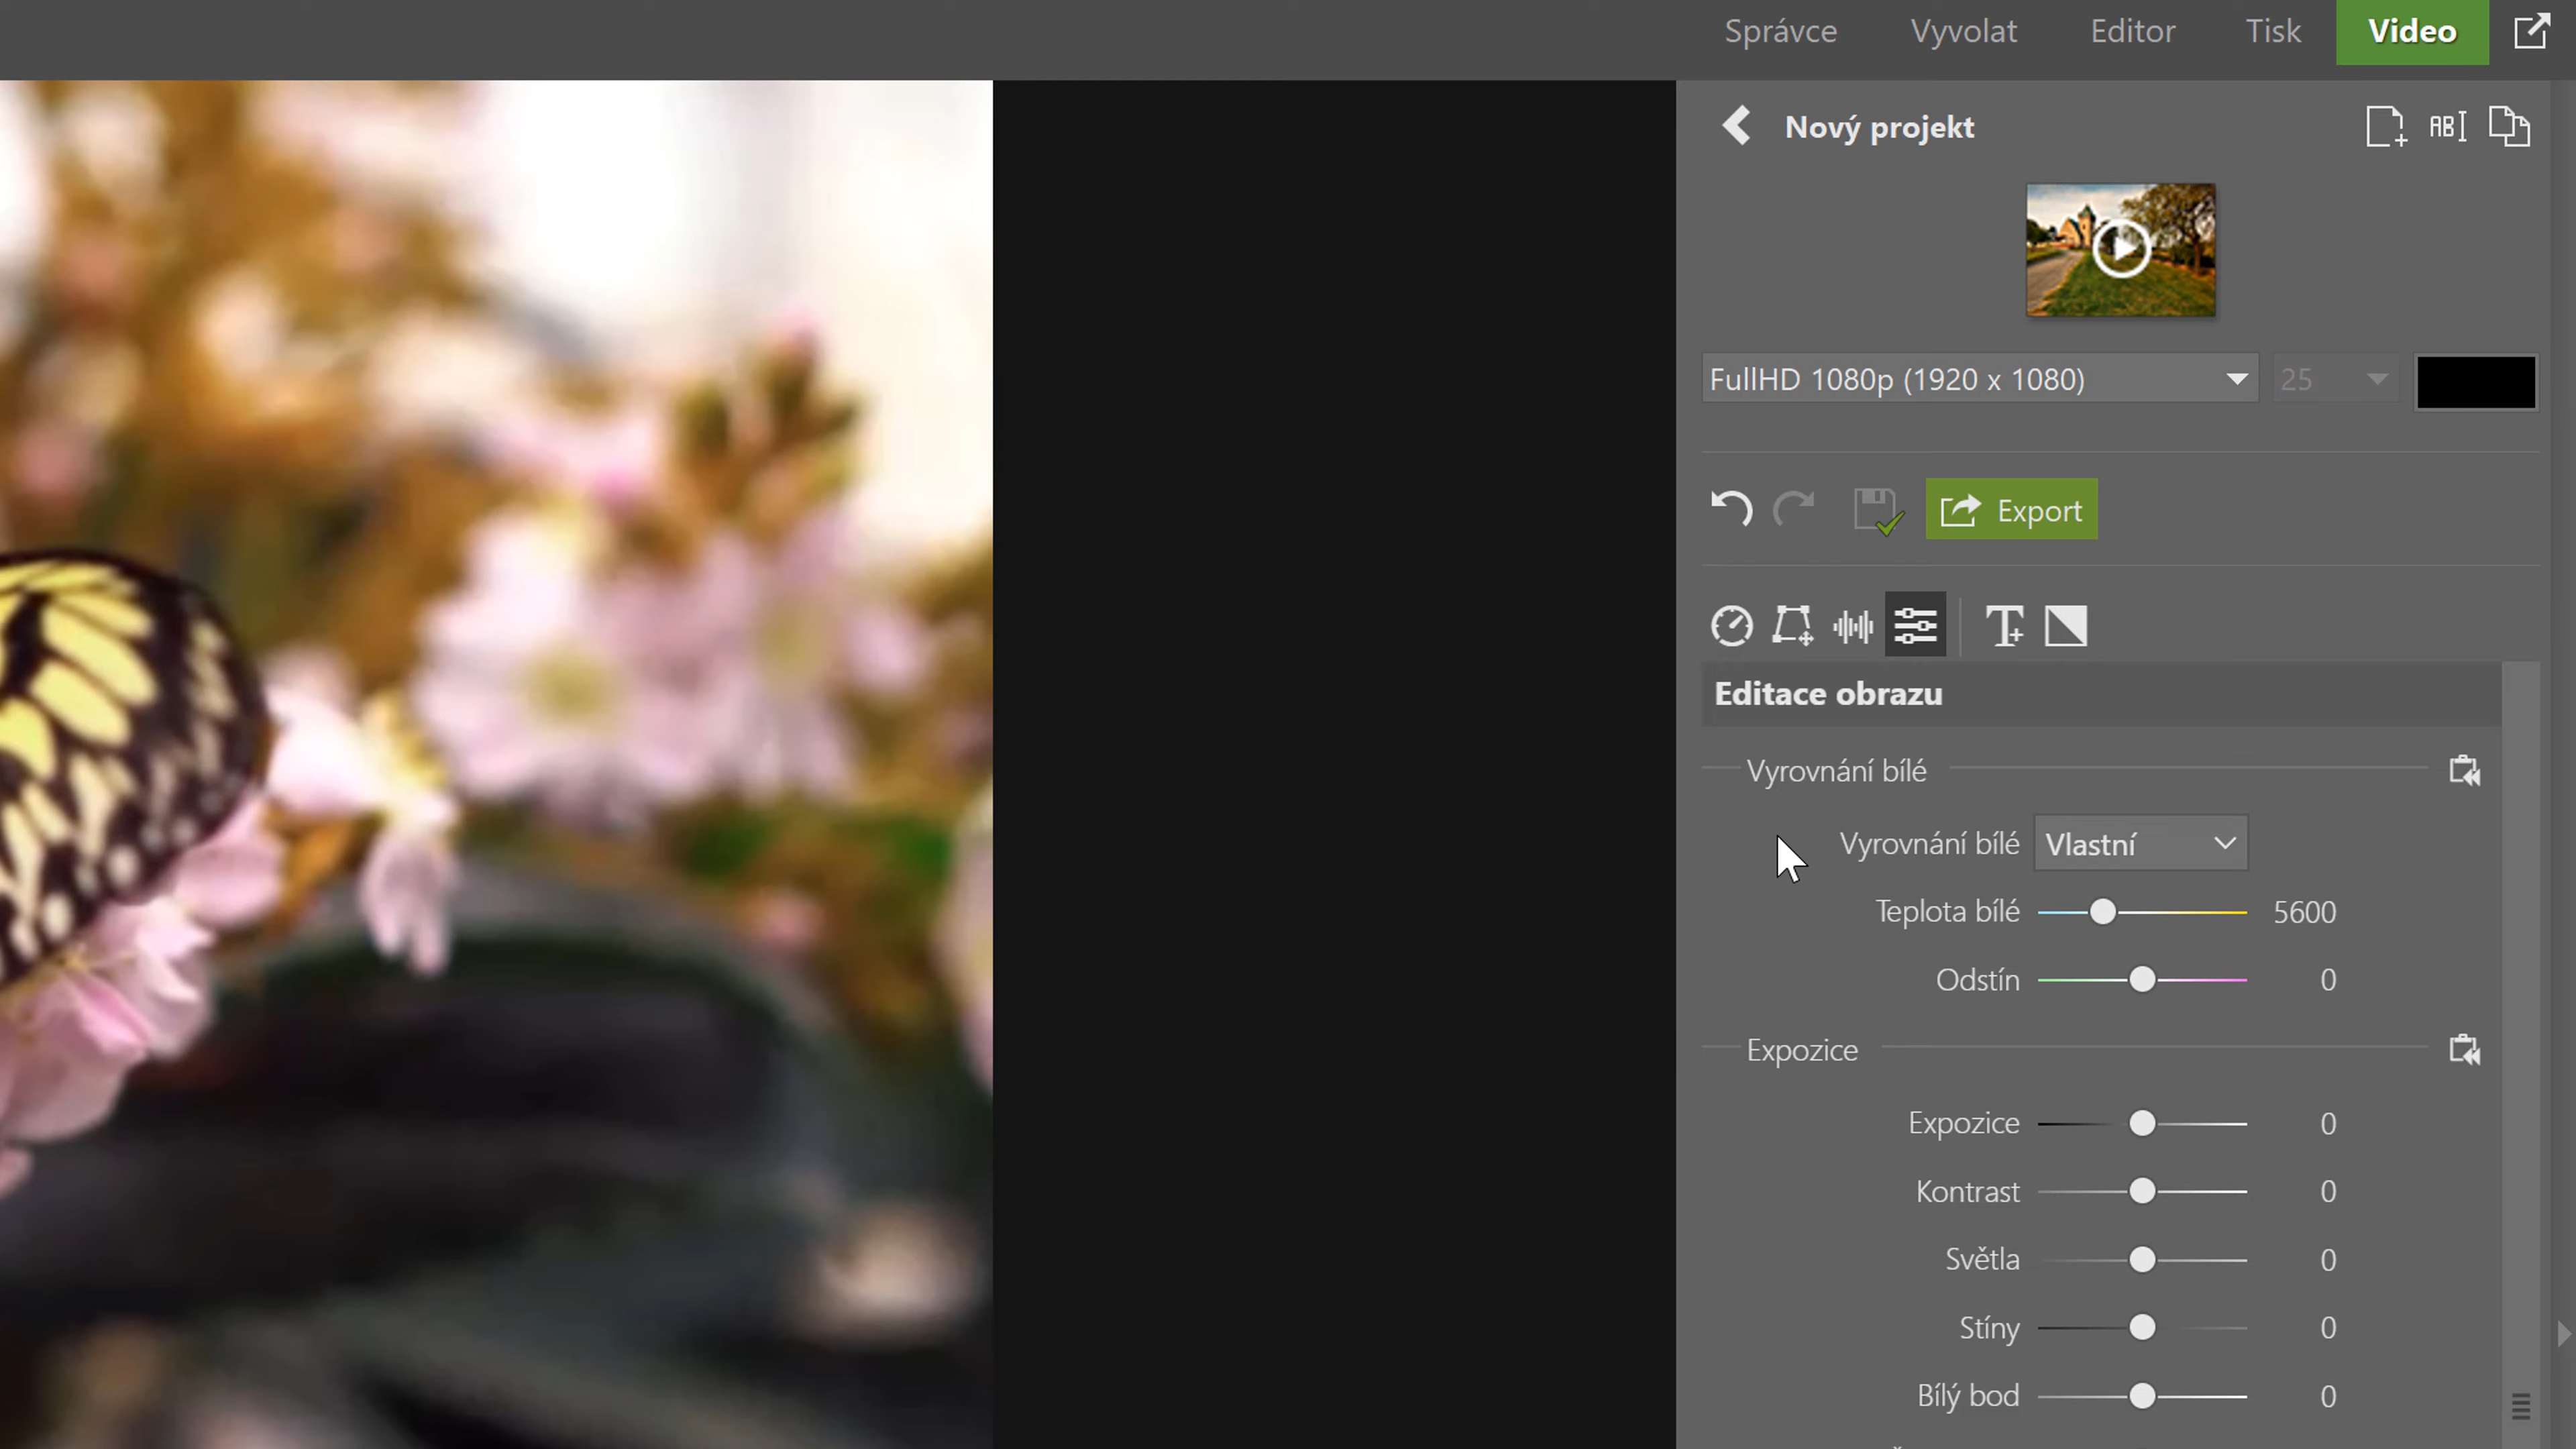 Správce Vyvolat Editor Tisk Video
Nový projekt
ABI
FullHD 1080p (1920 x 1080) 25
Export
T
Editace obrazu
Vyrovnání bílé
Vyrovnání bílé Vlastní
Teplota bílé 5600
Odstín 0
Expozice
Expozice 0
Kontrast 0
Světla 0
Stíny 0
Bílý bod 0